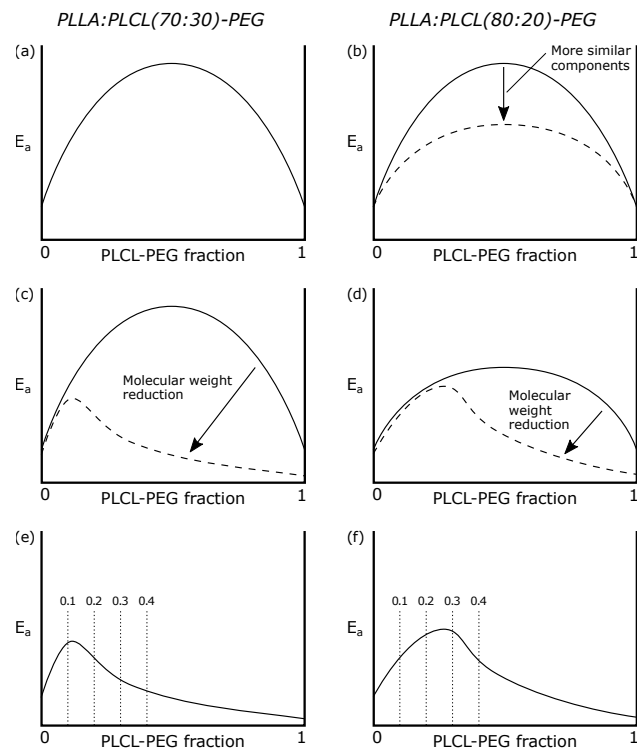 PLLA:PLCL(70:30)-PEG
PLLA:PLCL(80:20)-PEG
(a)
Ea
0
1
PLCL-PEG fraction
(b)
More similar
components
Ea
0
1
PLCL-PEG fraction
(c)
Molecular weight
reduction
Ea
0
1
PLCL-PEG fraction
(d)
Molecular
weight
reduction
Ea
0
1
PLCL-PEG fraction
(e)
0.1 0.2 0.3 0.4
Ea
0
1
PLCL-PEG fraction
(f)
0.1 0.2 0.3 0.4
Ea
0
1
PLCL-PEG fraction